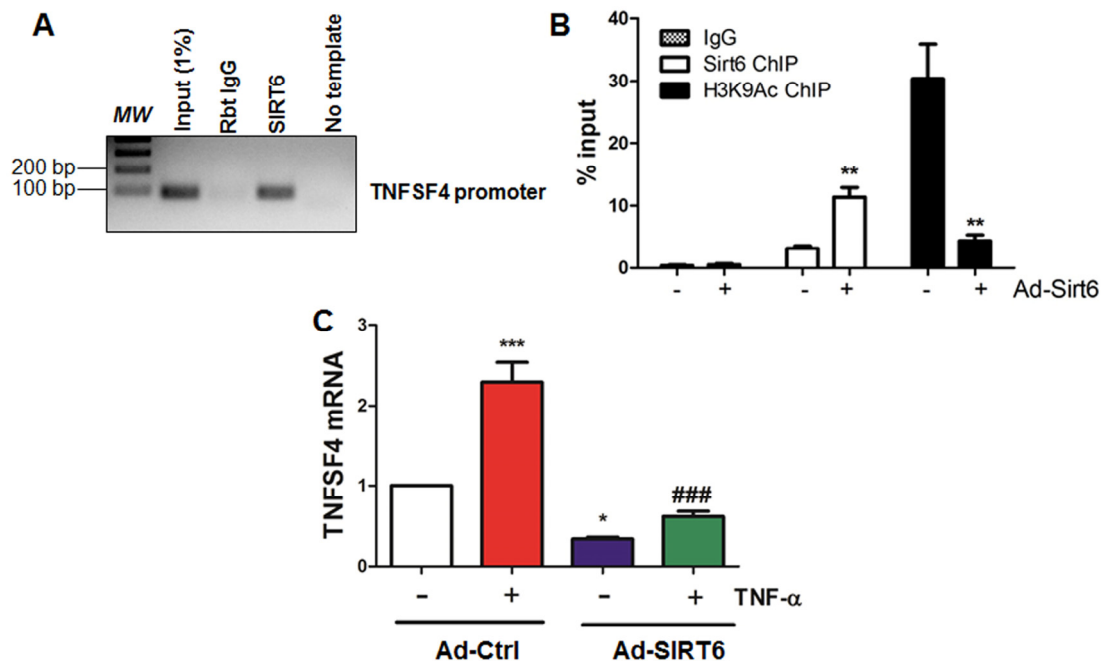 A
MW
Input (1%)
Rbt IgG
SIRT6
No template
200 bp
100 bp
TNFSF4 promoter
B
IgG
Sirt6 ChIP
H3K9Ac ChIP
% input
40
30
20
10
0
**
**
- + - + - + Ad-Sirt6
C
TNFSF4 mRNA
3
2
1
0
***
*
###
- + - + TNF-α
Ad-Ctrl Ad-SIRT6